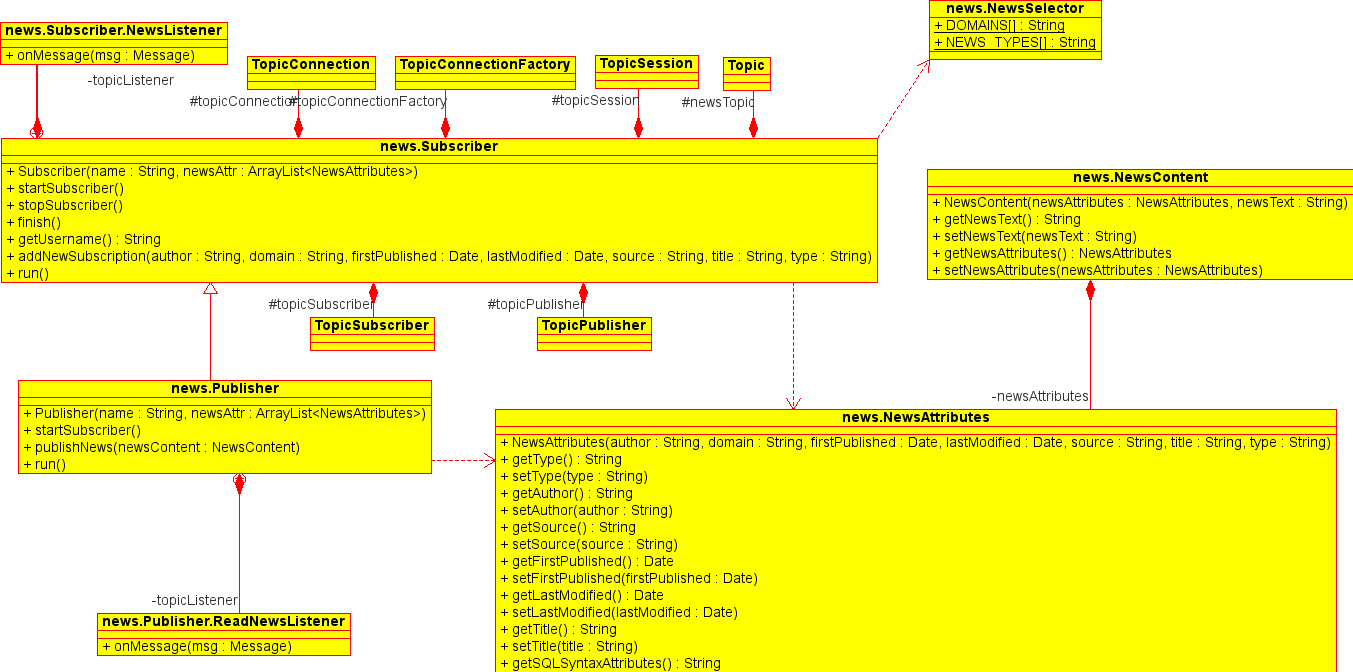 news.NewsSelector
+ DOMAINS[] : String
+ NEWS_TYPES[] : String
news.Subscriber.NewsListener
+ onMessage(msg : Message)
-topicListener
TopicConnection
#topicConnection
TopicConnectionFactory
#topicConnectionFactory
TopicSession
#topicSession
Topic
#newsTopic
news.Subscriber
+ Subscriber(name : String, newsAttr : ArrayList<NewsAttributes>)
+ startSubscriber()
+ stopSubscriber()
+ finish()
+ getUsername() : String
+ addNewSubscription(author : String, domain : String, firstPublished : Date, lastModified : Date, source : String, title : String, type : String)
+ run()
news.NewsContent
+ NewsContent(newsAttributes : NewsAttributes, newsText : String)
+ getNewsText() : String
+ setNewsText(newsText : String)
+ getNewsAttributes() : NewsAttributes
+ setNewsAttributes(newsAttributes : NewsAttributes)
#topicSubscriber
TopicSubscriber
#topicPublisher
TopicPublisher
-newsAttributes
news.Publisher
+ Publisher(name : String, newsAttr : ArrayList<NewsAttributes>)
+ startSubscriber()
+ publishNews(newsContent : NewsContent)
+ run()
-topicListener
news.Publisher.ReadNewsListener
+ onMessage(msg : Message)
news.NewsAttributes
+ NewsAttributes(author : String, domain : String, firstPublished : Date, lastModified : Date, source : String, title : String, type : String)
+ getType() : String
+ setType(type : String)
+ getAuthor() : String
+ setAuthor(author : String)
+ getSource() : String
+ setSource(source : String)
+ getFirstPublished() : Date
+ setFirstPublished(firstPublished : Date)
+ getLastModified() : Date
+ setLastModified(lastModified : Date)
+ getTitle() : String
+ setTitle(title : String)
+ getSQLSyntaxAttributes() : String